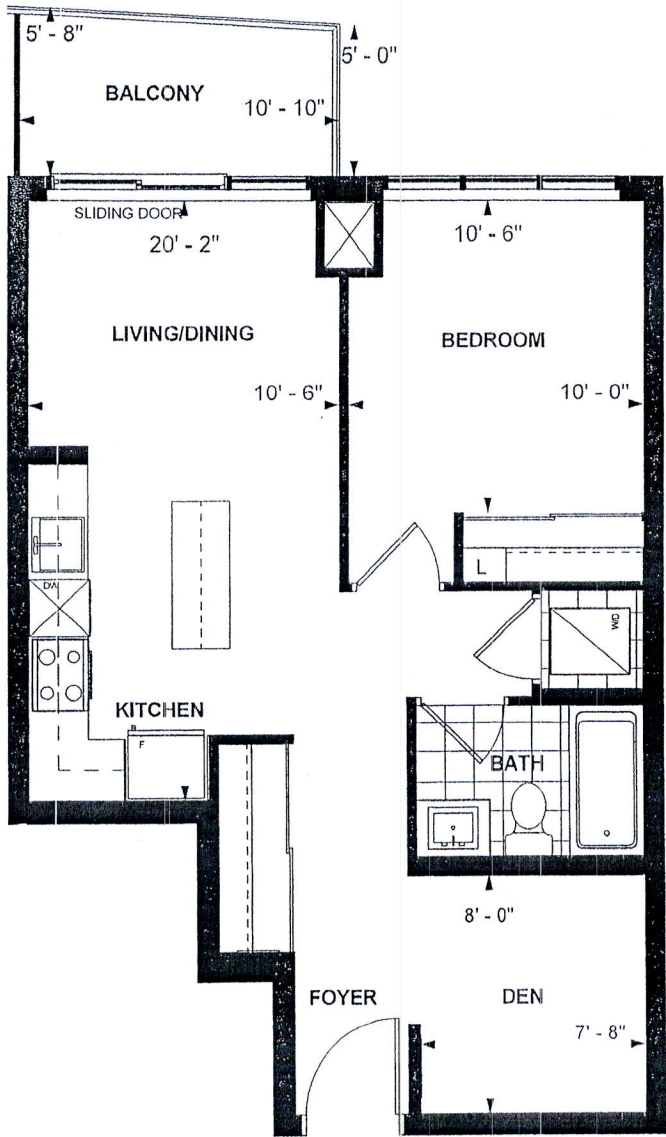 5' - 8"
5' - 0"
BALCONY
10' - 10"
SLIDING DOOR
20' - 2"
10' - 6"
LIVING/DINING
BEDROOM
10' - 6"
10' - 0"
L
DW
W/D
KITCHEN
F
BATH
8' - 0"
FOYER
DEN
7' - 8"